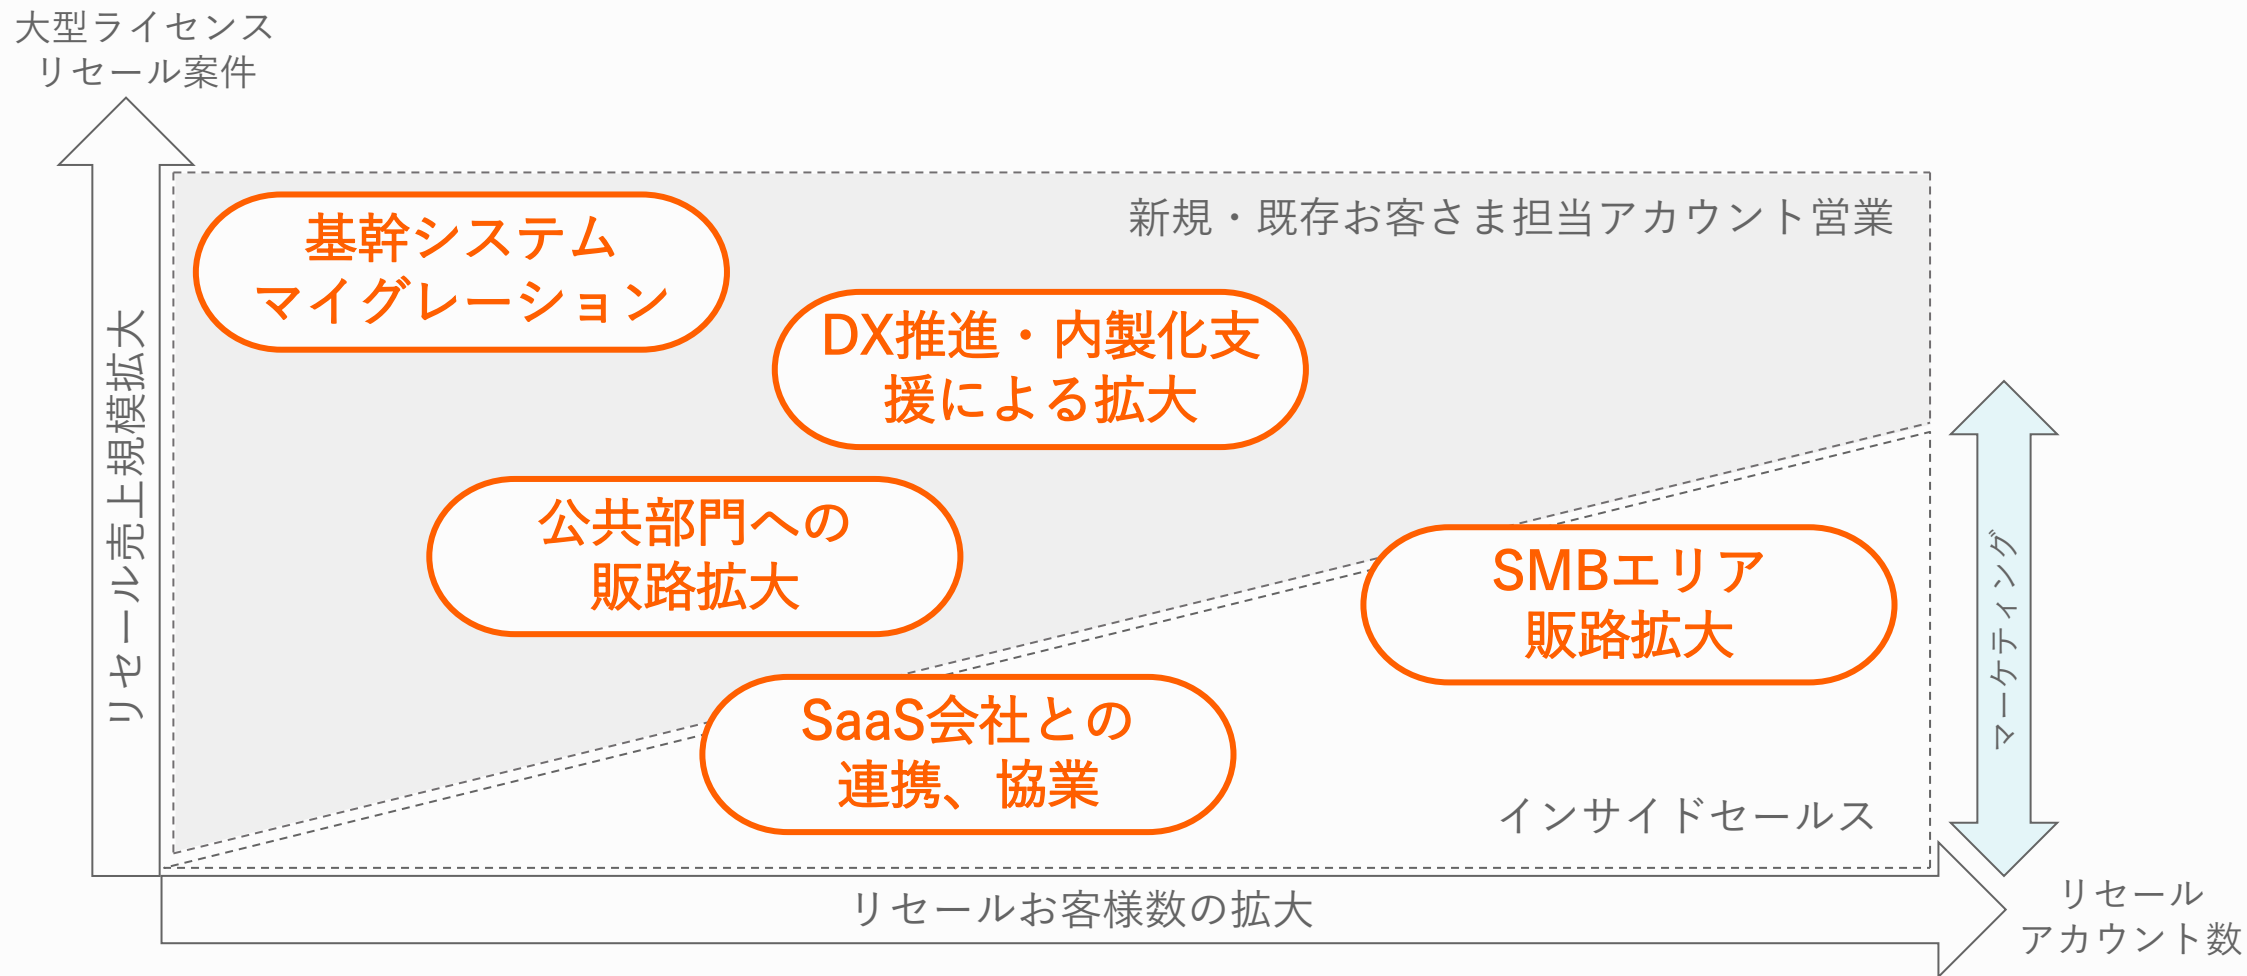 大型ライセンス
リセール案件
リセール売上規模拡大
新規・既存お客さま担当アカウント営業
基幹システム
マイグレーション
DX推進・内製化支
援による拡大
公共部門への
販路拡大
SMBエリア
販路拡大
SaaS会社との
連携、協業
インサイドセールス
マーケティング
リセールお客様数の拡大
リセール
アカウント数